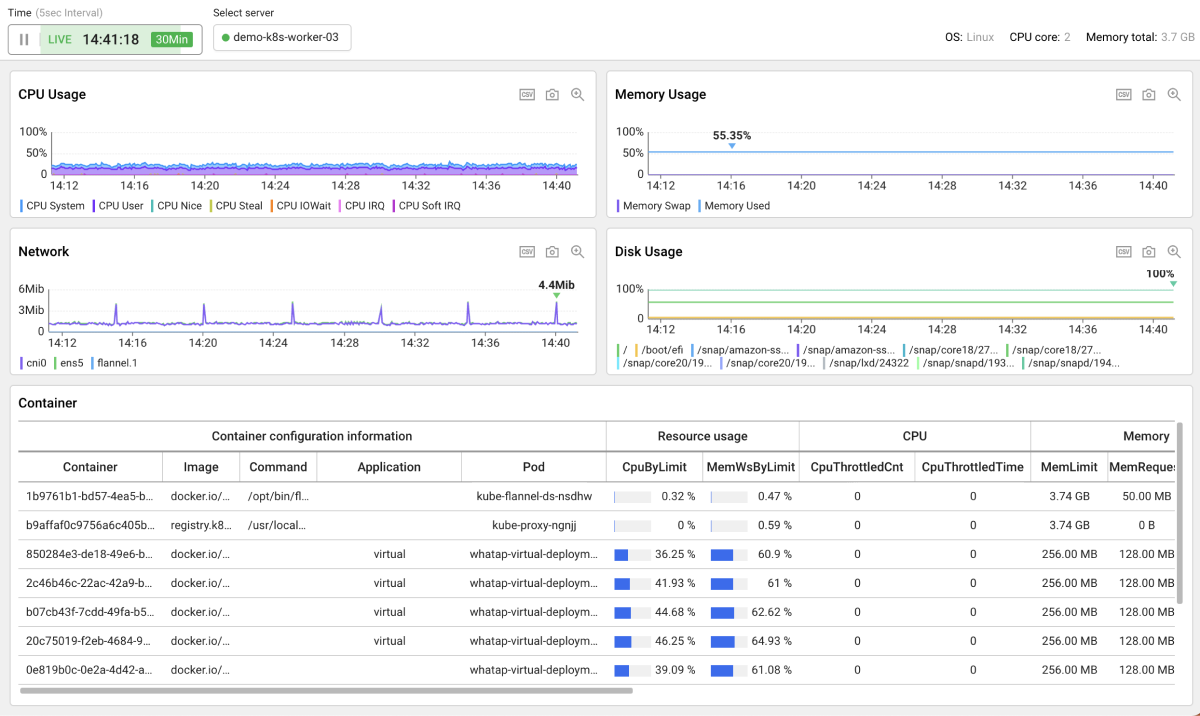 Time (5sec Interval) Select server
LIVE 14:41:18 30Min demo-k8s-worker-03 OS: Linux CPU core: 2 Memory total: 3.7 GB
CPU Usage CSV
100%
50%
0
14:12 14:16 14:20 14:24 14:28 14:32 14:36 14:40
CPU System CPU User CPU Nice CPU Steal CPU IOWait CPU IRQ CPU Soft IRQ
Memory Usage CSV
55.35%
100%
50%
0
14:12 14:16 14:20 14:24 14:28 14:32 14:36 14:40
Memory Swap Memory Used
Network CSV
4.4Mib
6Mib
3Mib
0
14:12 14:16 14:20 14:24 14:28 14:32 14:36 14:40
cni0 ens5 flannel.1
Disk Usage CSV
100%
100%
0
14:12 14:16 14:20 14:24 14:28 14:32 14:36 14:40
/ /boot/efi /snap/amazon-ss... /snap/amazon-ss... /snap/core18/27... /snap/core18/27...
/snap/core20/19... /snap/core20/19... /snap/lxd/24322 /snap/snapd/193... /snap/snapd/194...
Container
Container configuration information Resource usage CPU Memory
Container Image Command Application Pod CpuByLimit MemWsByLimit CpuThrottledCnt CpuThrottledTime MemLimit MemReques
1b9761b1-bd57-4ea5-b... docker.io/... /opt/bin/fl... kube-flannel-ds-nsdhw 0.32 % 0.47 % 0 0 3.74 GB 50.00 MB
b9affaf0c9756a6c405b... registry.k8... /usr/local... kube-proxy-ngnjj 0 % 0.59 % 0 0 3.74 GB 0 B
850284e3-de18-49e6-b... docker.io/... virtual whatap-virtual-deploym... 36.25 % 60.9 % 0 0 256.00 MB 128.00 MB
2c46b46c-22ac-42a9-b... docker.io/... virtual whatap-virtual-deploym... 41.93 % 61 % 0 0 256.00 MB 128.00 MB
b07cb43f-7cdd-49fa-b5... docker.io/... virtual whatap-virtual-deploym... 44.68 % 62.62 % 0 0 256.00 MB 128.00 MB
20c75019-f2eb-4684-9... docker.io/... virtual whatap-virtual-deploym... 46.25 % 64.93 % 0 0 256.00 MB 128.00 MB
0e819b0c-0e2a-4d42-a... docker.io/... whatap-virtual-deploym... 39.09 % 61.08 % 0 0 256.00 MB 128.00 MB